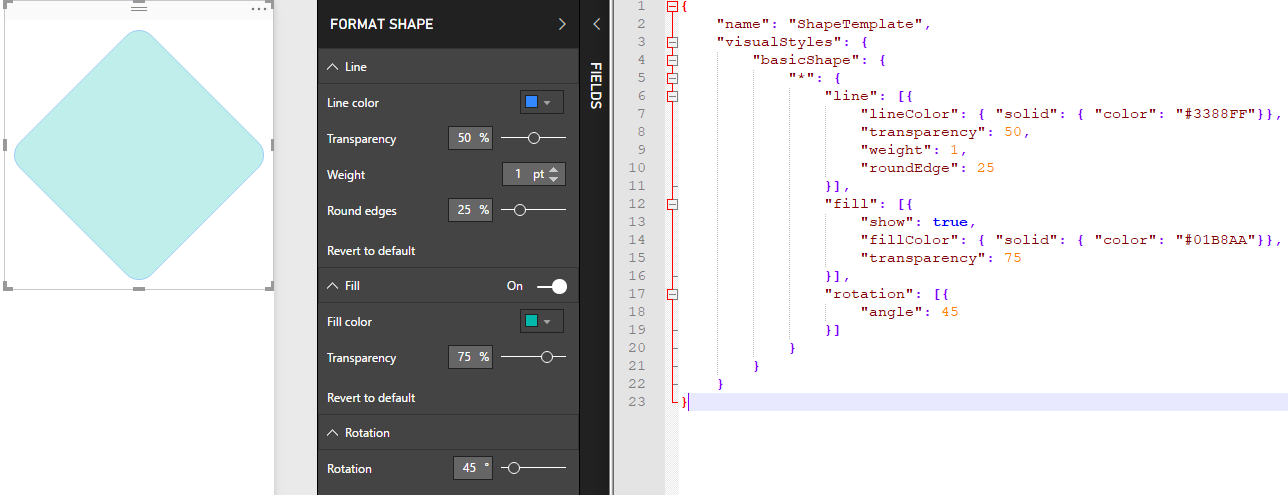 FORMAT SHAPE
Line
Line color
Transparency 50 %
Weight 1 pt
Round edges 25 %
Revert to default
Fill On
Fill color
Transparency 75 %
Revert to default
Rotation
Rotation 45 °
FIELDS
1 {
2 "name": "ShapeTemplate",
3 "visualStyles": {
4 "basicShape": {
5 "*": {
6 "line": [{
7 "lineColor": { "solid": { "color": "#3388FF"}},
8 "transparency": 50,
9 "weight": 1,
10 "roundEdge": 25
11 }],
12 "fill": [{
13 "show": true,
14 "fillColor": { "solid": { "color": "#01B8AA"}},
15 "transparency": 75
16 }],
17 "rotation": [{
18 "angle": 45
19 }]
20 }
21 }
22 }
23 }